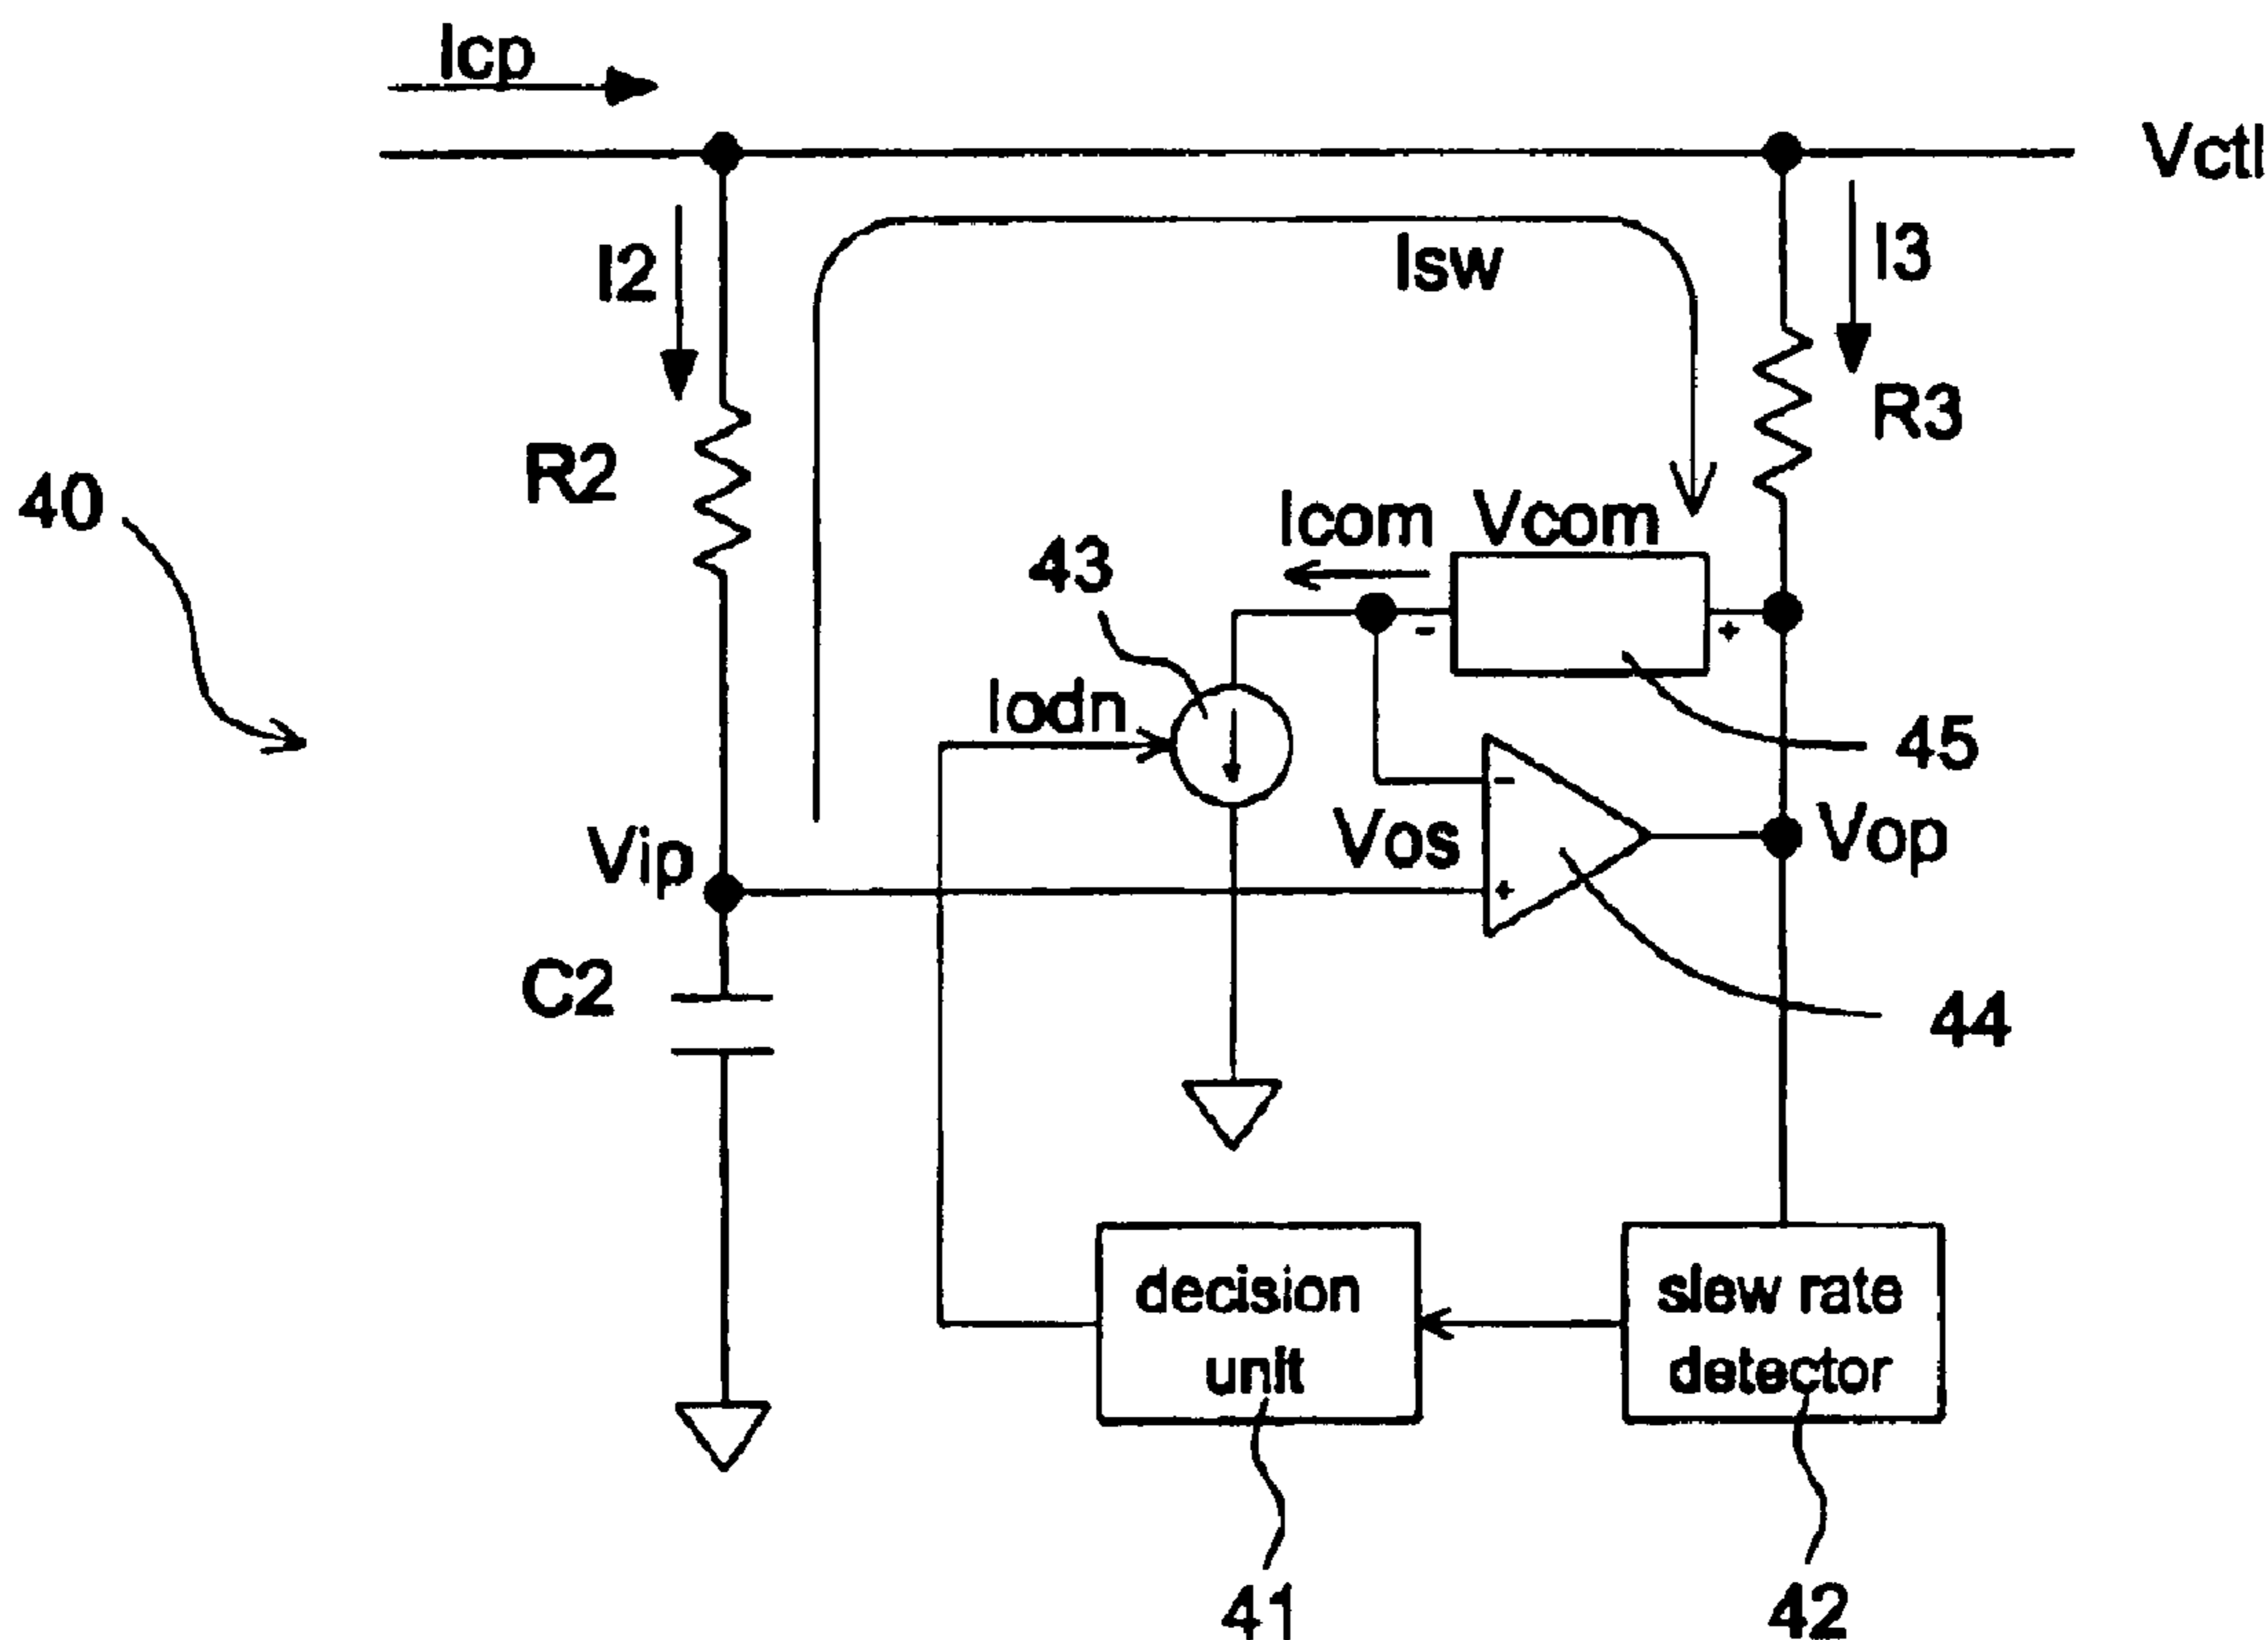 Icp
Vctl
I2
Isw
I3
R2
R3
40
Icom
Vcom
-
+
43
Iodn
45
-
Vos
Vop
Vip
+
C2
44
decision
unit
slew rate
detector
41
42